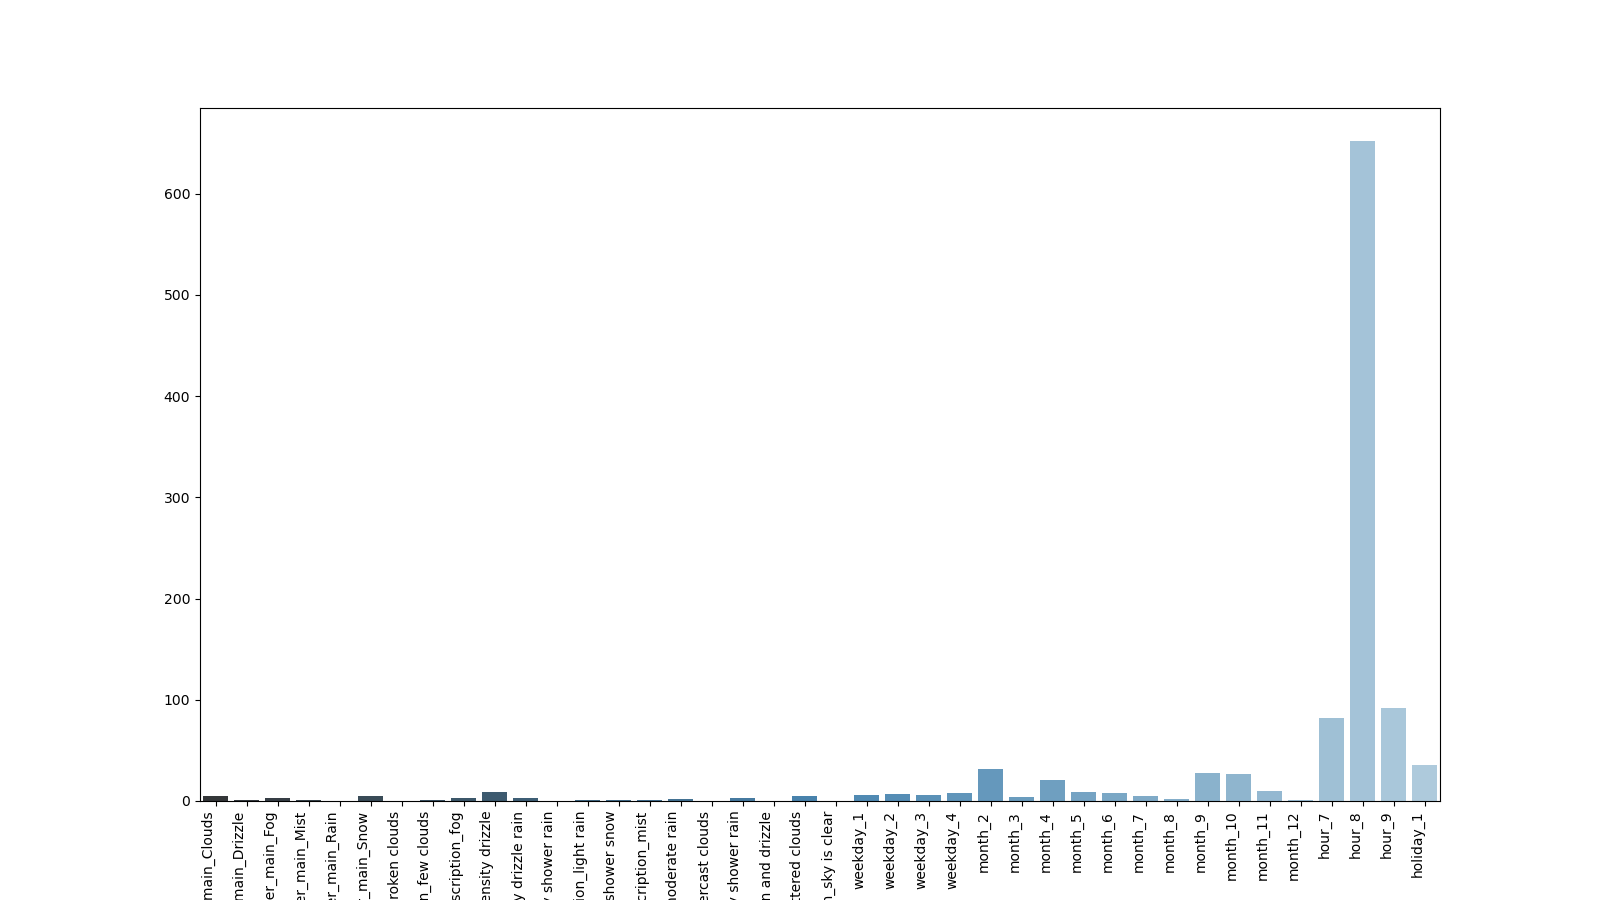 600
500
400
300
200
100
0
main_Clouds
main_Drizzle
er_main_Fog
er_main_Mist
er_main_Rain
r_main_Snow
roken clouds
n_few clouds
scription_fog
ensity drizzle
y drizzle rain
y shower rain
ion_light rain
shower snow
cription_mist
noderate rain
ercast clouds
y shower rain
n and drizzle
ttered clouds
n_sky is clear
weekday_1
weekday_2
weekday_3
weekday_4
month_2
month_3
month_4
month_5
month_6
month_7
month_8
month_9
month_10
month_11
month_12
hour_7
hour_8
hour_9
holiday_1